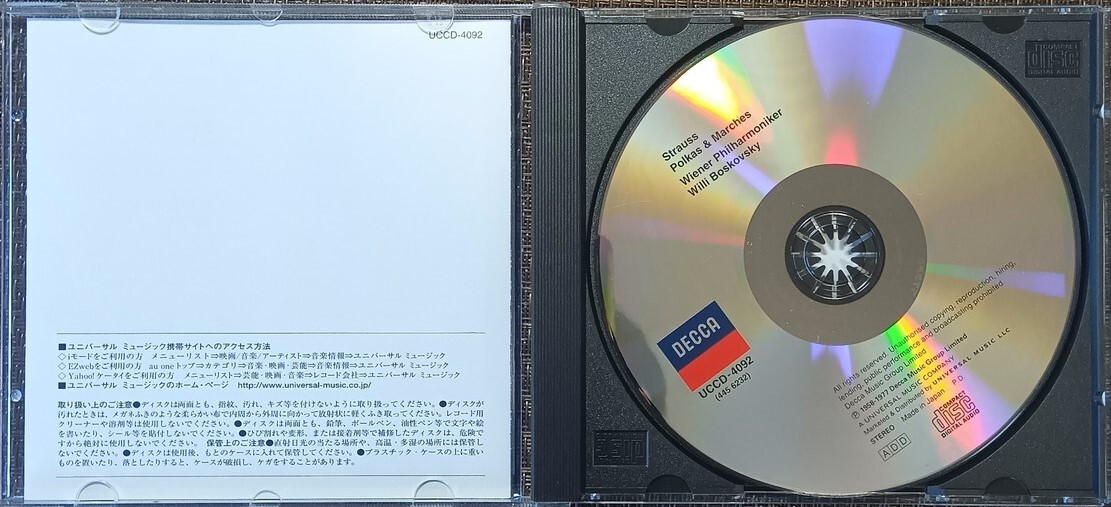 UCCD-4092
■ユニバーサル ミュージック携帯サイトへのアクセス方法
◇iモードをご利用の方 メニューリスト⇒映画/音楽/アーティスト⇒音楽情報⇒ユニバーサル ミュージック
◇EZwebをご利用の方 au oneトップ⇒カテゴリ⇒音楽・映画・芸能⇒音楽情報⇒ユニバーサル ミュージック
◇Yahoo!ケータイをご利用の方 メニューリスト⇒芸能・映画・音楽⇒レコード会社⇒ユニバーサル ミュージック
■ユニバーサル ミュージックのホーム・ページ http://www.universal-music.co.jp/
取り扱い上のご注意●ディスクは両面とも、指紋、汚れ、キズ等を付けないように取り扱ってください。●ディスクが
汚れたときは、メガネふきのような柔らかい布で内周から外周に向かって放射状に軽くふき取ってください。レコード用
クリーナーや溶剤等は使用しないでください。●ディスクは両面とも、鉛筆、ボールペン、油性ペン等で文字や絵
を書いたり、シール等を貼付しないでください。●ひび割れや変形、または接着剤等で補修したディスクは、危険で
すから絶対に使用しないでください。 保管上のご注意●直射日光の当たる場所や、高温・多湿の場所には保管し
ないでください。●ディスクは使用後、もとのケースに入れて保管してください。●プラスチック・ケースの上に重い
ものを置いたり、落としたりすると、ケースが破損し、ケガをすることがあります。
Strauss
Polkas & Marches
Wiener Philharmoniker
Willi Boskovsky
DECCA
UCCD-4092
(445 6232)
All rights reserved. Unauthorised copying, reproduction, hiring,
lending, public performance and broadcasting prohibited
Decca Music Group Limited
℗ 1958-1977 Decca Music Group Limited
A UNIVERSAL MUSIC COMPANY
Marketed & Distributed by UNIVERSAL MUSIC LLC
STEREO Made in Japan P.D.
ADD
COMPACT
disc
DIGITAL AUDIO
COMPACT
disc
DIGITAL AUDIO